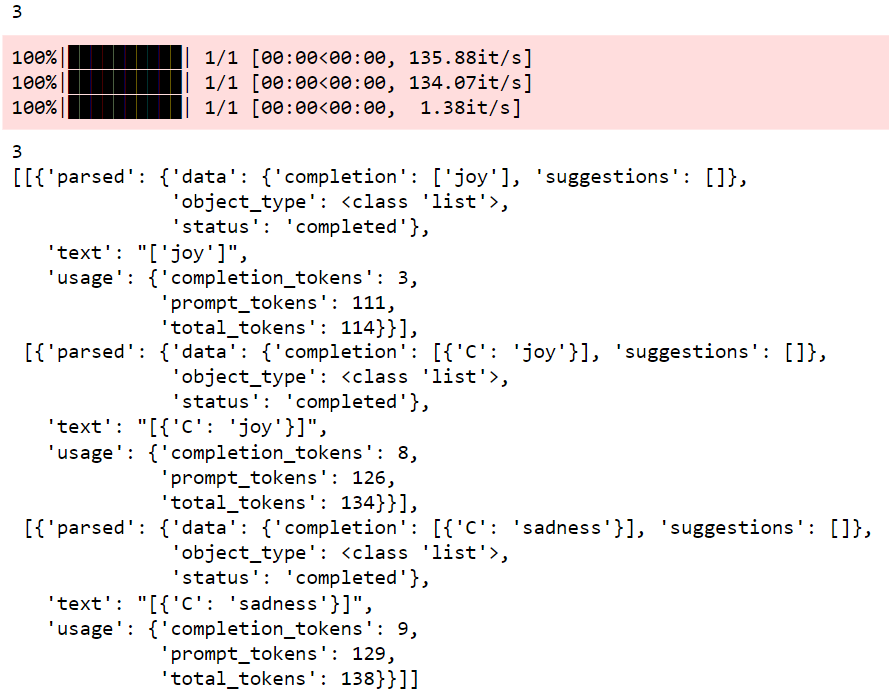 3
100%|██████████| 1/1 [00:00<00:00, 135.88it/s]
100%|██████████| 1/1 [00:00<00:00, 134.07it/s]
100%|██████████| 1/1 [00:00<00:00,  1.38it/s]
3
[[{'parsed': {'data': {'completion': ['joy'], 'suggestions': []},
              'object_type': <class 'list'>,
              'status': 'completed'},
   'text': "['joy']",
   'usage': {'completion_tokens': 3,
             'prompt_tokens': 111,
             'total_tokens': 114}}],
 [{'parsed': {'data': {'completion': [{'C': 'joy'}], 'suggestions': []},
              'object_type': <class 'list'>,
              'status': 'completed'},
   'text': "[{'C': 'joy'}]",
   'usage': {'completion_tokens': 8,
             'prompt_tokens': 126,
             'total_tokens': 134}}],
 [{'parsed': {'data': {'completion': [{'C': 'sadness'}], 'suggestions': []},
              'object_type': <class 'list'>,
              'status': 'completed'},
   'text': "[{'C': 'sadness'}]",
   'usage': {'completion_tokens': 9,
             'prompt_tokens': 129,
             'total_tokens': 138}}]]